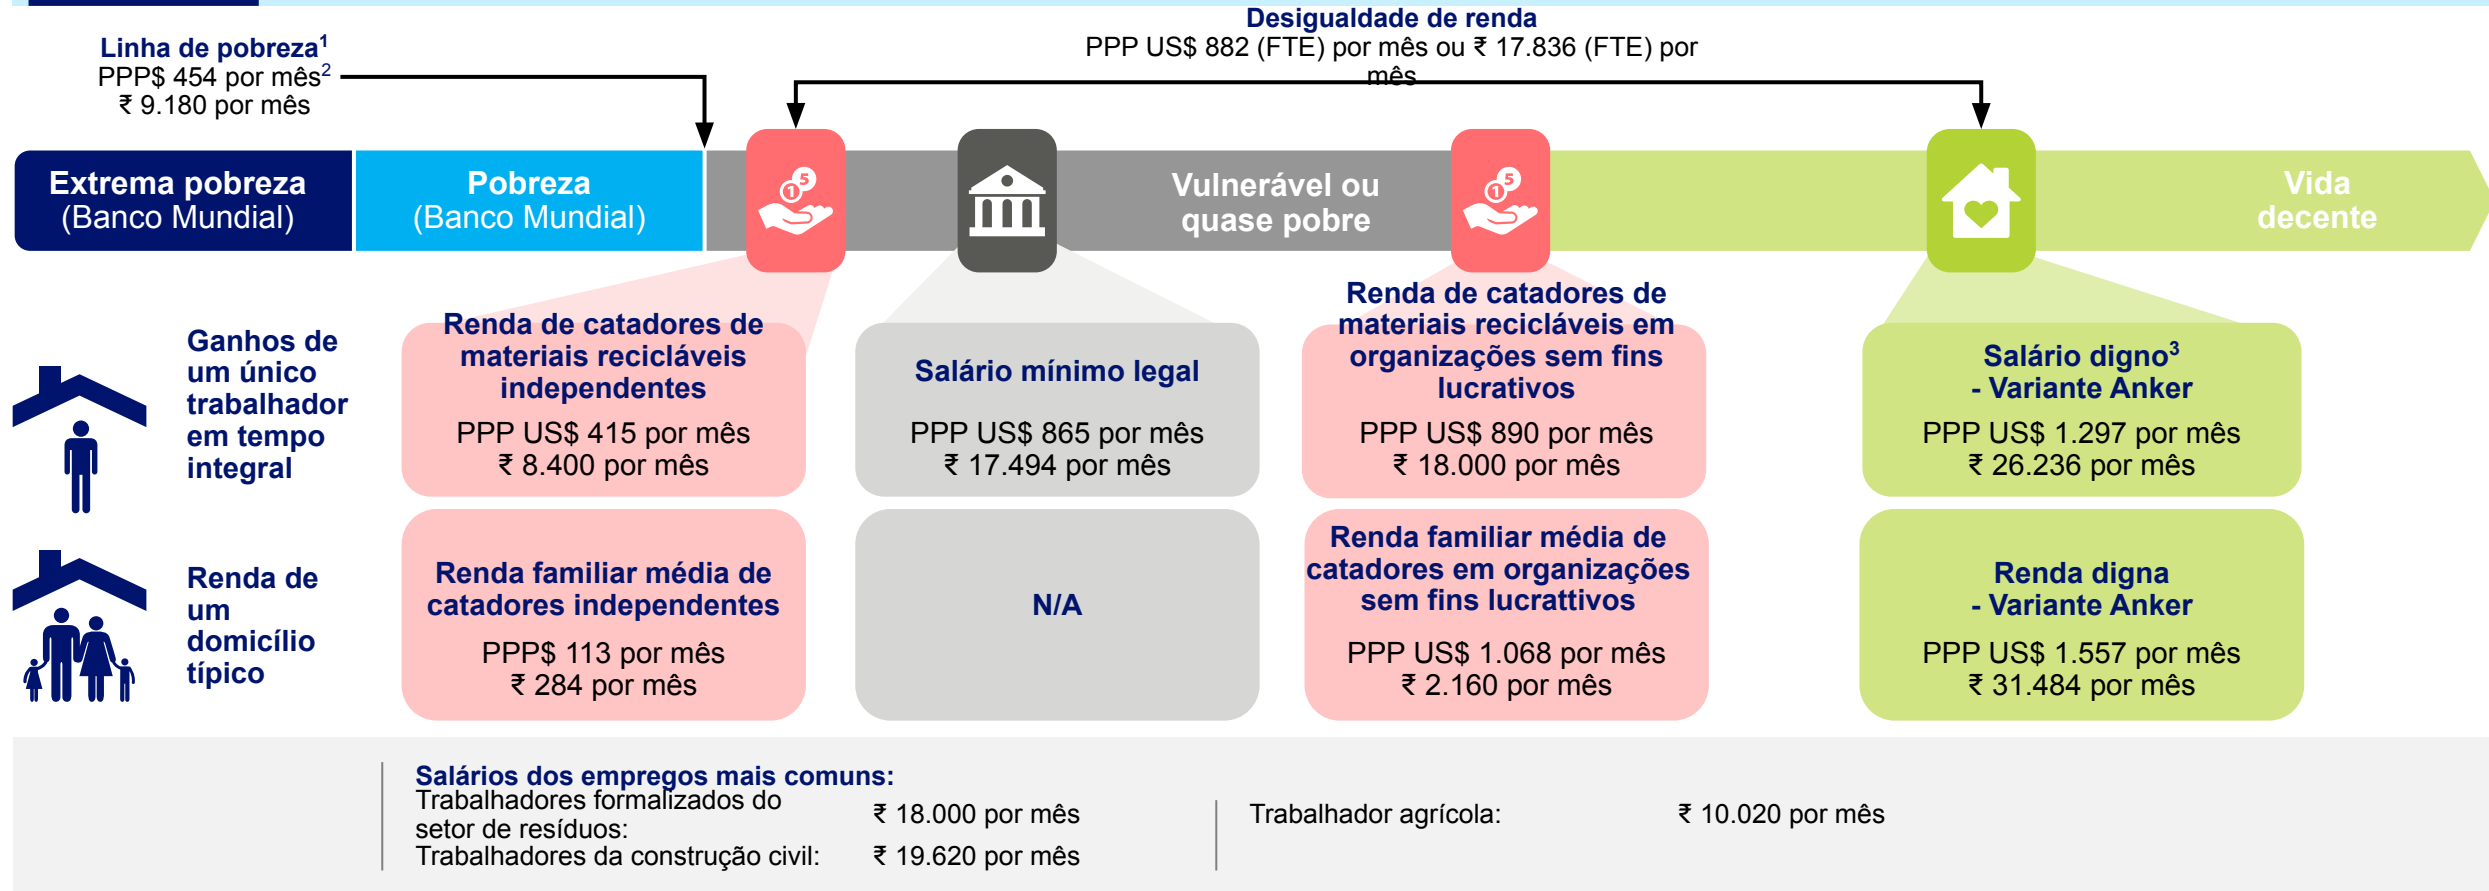 Linha de pobreza¹
PPP$ 454 por mês²
₹ 9.180 por mês
Desigualdade de renda
PPP US$ 882 (FTE) por mês ou ₹ 17.836 (FTE) por
mês
Extrema pobreza
(Banco Mundial)
Pobreza
(Banco Mundial)
1 5
Vulnerável ou
quase pobre
1 5
Vida
decente
Ganhos de
um único
trabalhador
em tempo
integral
Renda de catadores de
materiais recicláveis
independentes
PPP US$ 415 por mês
₹ 8.400 por mês
Salário mínimo legal
PPP US$ 865 por mês
₹ 17.494 por mês
Renda de catadores de
materiais recicláveis em
organizações sem fins
lucrativos
PPP US$ 890 por mês
₹ 18.000 por mês
Salário digno³
- Variante Anker
PPP US$ 1.297 por mês
₹ 26.236 por mês
Renda de
um
domicílio
típico
Renda familiar média de
catadores independentes
PPP$ 113 por mês
₹ 284 por mês
N/A
Renda familiar média de
catadores em organizações
sem fins lucrattivos
PPP US$ 1.068 por mês
₹ 2.160 por mês
Renda digna
- Variante Anker
PPP US$ 1.557 por mês
₹ 31.484 por mês
Salários dos empregos mais comuns:
Trabalhadores formalizados do
setor de resíduos:
₹ 18.000 por mês
Trabalhadores da construção civil:
₹ 19.620 por mês
Trabalhador agrícola:
₹ 10.020 por mês